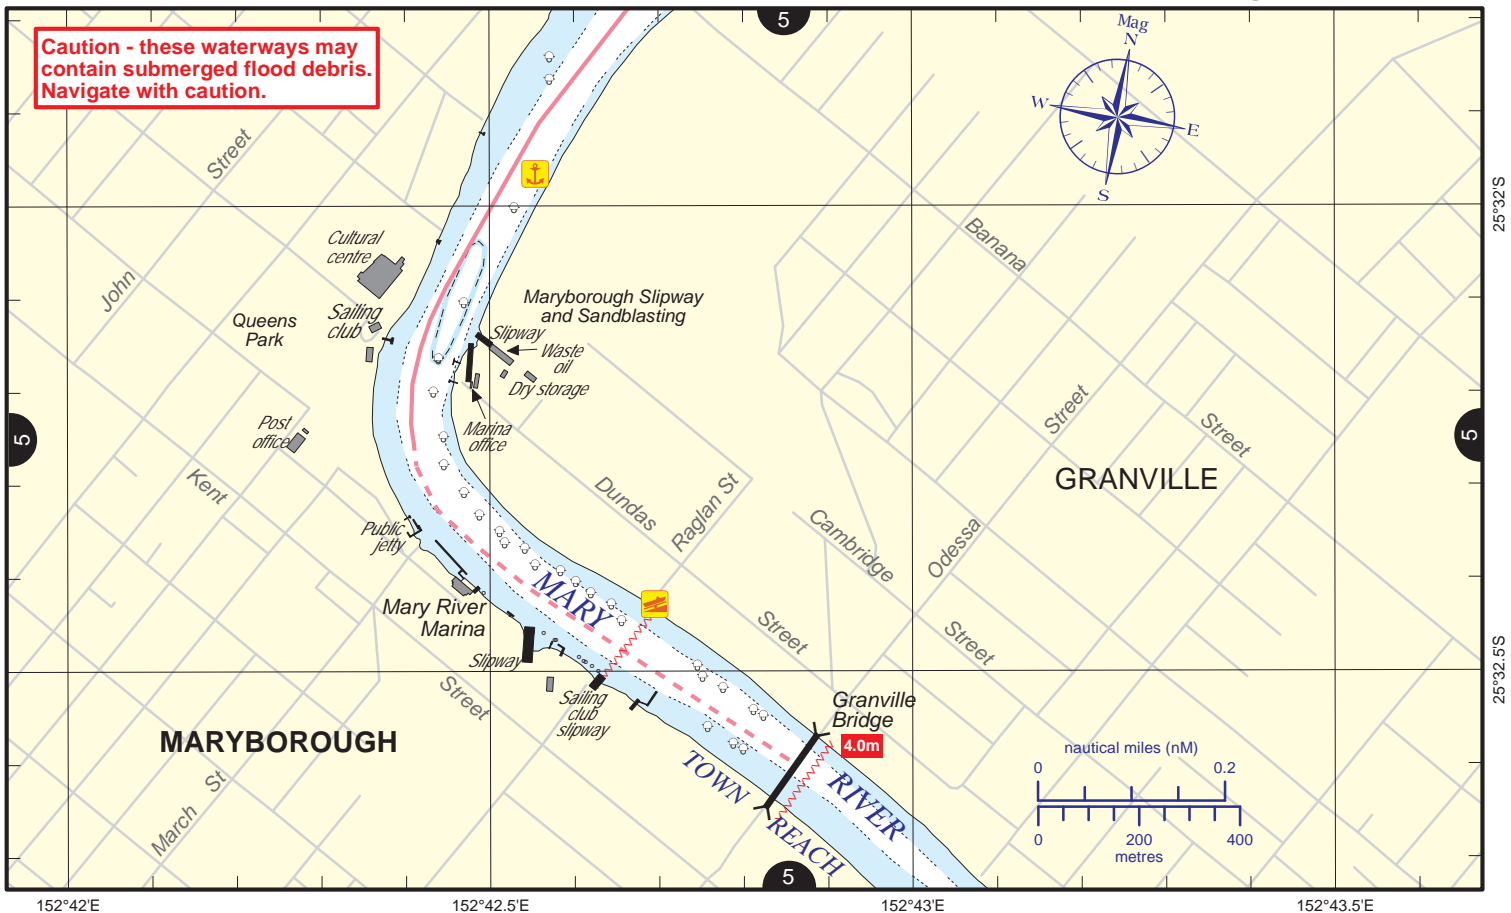 5
Caution - these waterways may
contain submerged flood debris.
Navigate with caution.
Mag
N
W
E
S
Street
25°32'S
Cultural
centre
Banana
John
Sailing
club
Queens
Park
Maryborough Slipway
and Sandblasting
Slipway
Waste
oil
Dry storage
Marina
office
Post
office
Street
Street
5
5
GRANVILLE
Kent
Dundas
Raglan St
Cambridge
Odessa
Public
jetty
MARY
Mary River
Marina
Slipway
Street
Street
Street
25°32.5'S
Sailing
club
slipway
Granville
Bridge
4.0m
MARYBOROUGH
TOWN
REACH
RIVER
March St
nautical miles (nM)
0 0.2
0 200 400
metres
5
152°42'E
152°42.5'E
152°43'E
152°43.5'E